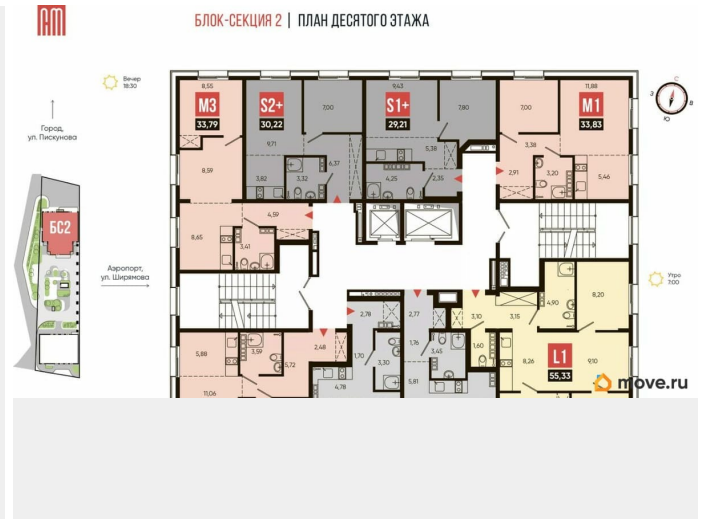 БЛОК-СЕКЦИЯ 2 | ПЛАН ДЕСЯТОГО ЭТАЖА
Вечер
18:30
Город,
ул. Пискунова
БС2
Аэропорт,
ул. Ширямова
С
З
В
Ю
Утро
7:00
8,55
M3
33,79
8,59
8,65
4,59
3,41
S2+
30,22
7,00
9,71
3,82
3,32
6,37
9,43
S1+
29,21
7,80
5,38
4,25
2,35
11,88
M1
33,83
7,00
3,38
2,91
3,20
5,46
5,88
3,59
5,72
2,48
11,06
2,78
1,70
3,30
4,78
2,77
1,76
3,45
5,81
3,10
3,15
1,60
4,90
8,20
8,26
L1
55,33
9,10
move.ru